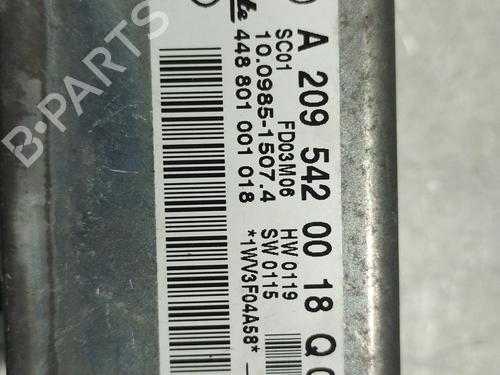 A 209 542 00 18 Q
SC01 FD03M06 HW 0119
10.0985-1507.4 SW 0115
448 801 001 018 *1WV3F04A58*
B-PARTS